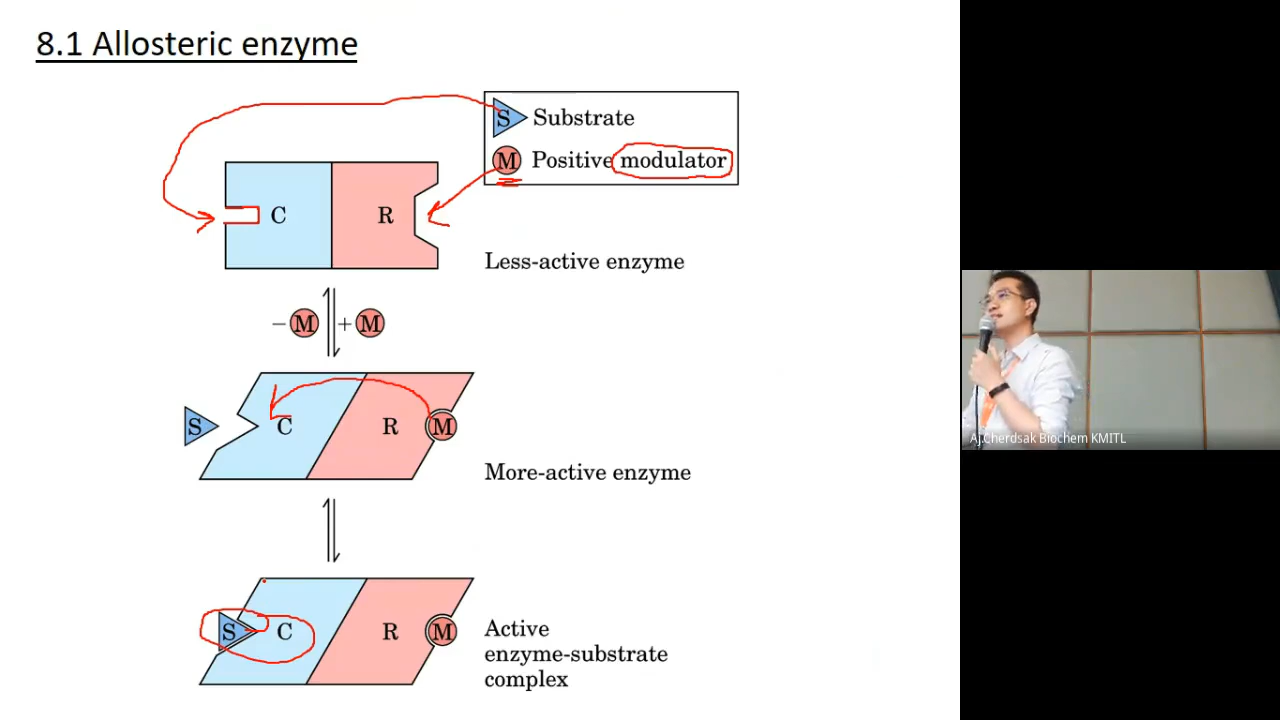 8.1 Allosteric enzyme
S Substrate
M Positive modulator
C R
Less-active enzyme
− M + M
S C R M
More-active enzyme
S C R M
Active
enzyme-substrate
complex
Aj.Cherdsak Biochem KMITL